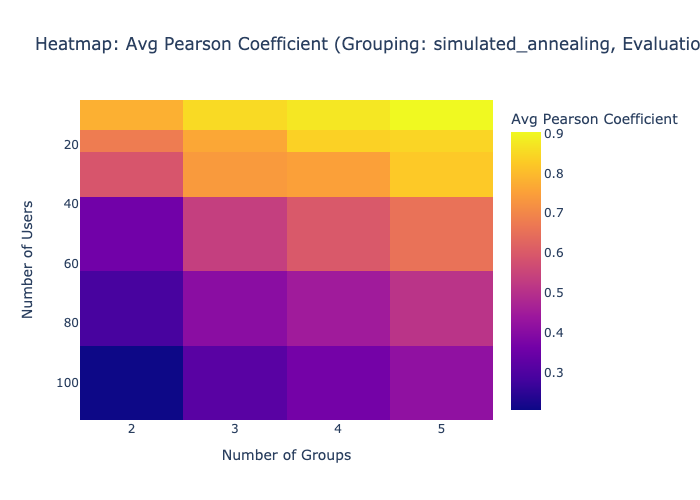 Heatmap: Avg Pearson Coefficient (Grouping: simulated_annealing, Evaluatio
Avg Pearson Coefficient
0.9
0.8
0.7
0.6
0.5
0.4
0.3
Number of Users
20
40
60
80
100
2 3 4 5
Number of Groups